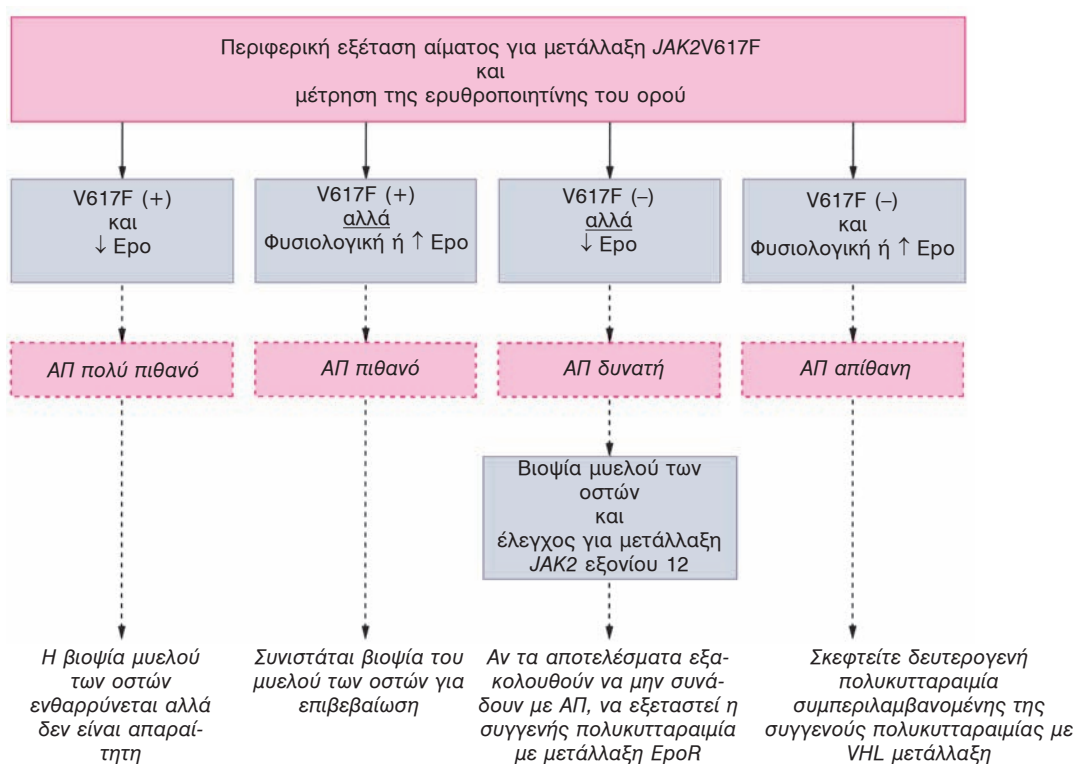 Περιφερική εξέταση αίματος για μετάλλαξη JAK2V617F
και
μέτρηση της ερυθροποιητίνης του ορού
V617F (+)
και
↓ Epo
V617F (+)
αλλά
Φυσιολογική ή ↑ Epo
V617F (–)
αλλά
↓ Epo
V617F (–)
και
Φυσιολογική ή ↑ Epo
ΑΠ πολύ πιθανό
ΑΠ πιθανό
ΑΠ δυνατή
ΑΠ απίθανη
Βιοψία μυελού των
οστών
και
έλεγχος για μετάλλαξη
JAK2 εξονίου 12
Η βιοψία μυελού
των οστών
ενθαρρύνεται αλλά
δεν είναι απαραί-
τητη
Συνιστάται βιοψία του
μυελού των οστών για
επιβεβαίωση
Αν τα αποτελέσματα εξα-
κολουθούν να μην συνά-
δουν με ΑΠ, να εξεταστεί η
συγγενής πολυκυτταραιμία
με μετάλλαξη EpoR
Σκεφτείτε δευτερογενή
πολυκυτταραιμία
συμπεριλαμβανομένης της
συγγενούς πολυκυτταραιμίας με
VHL μετάλλαξη